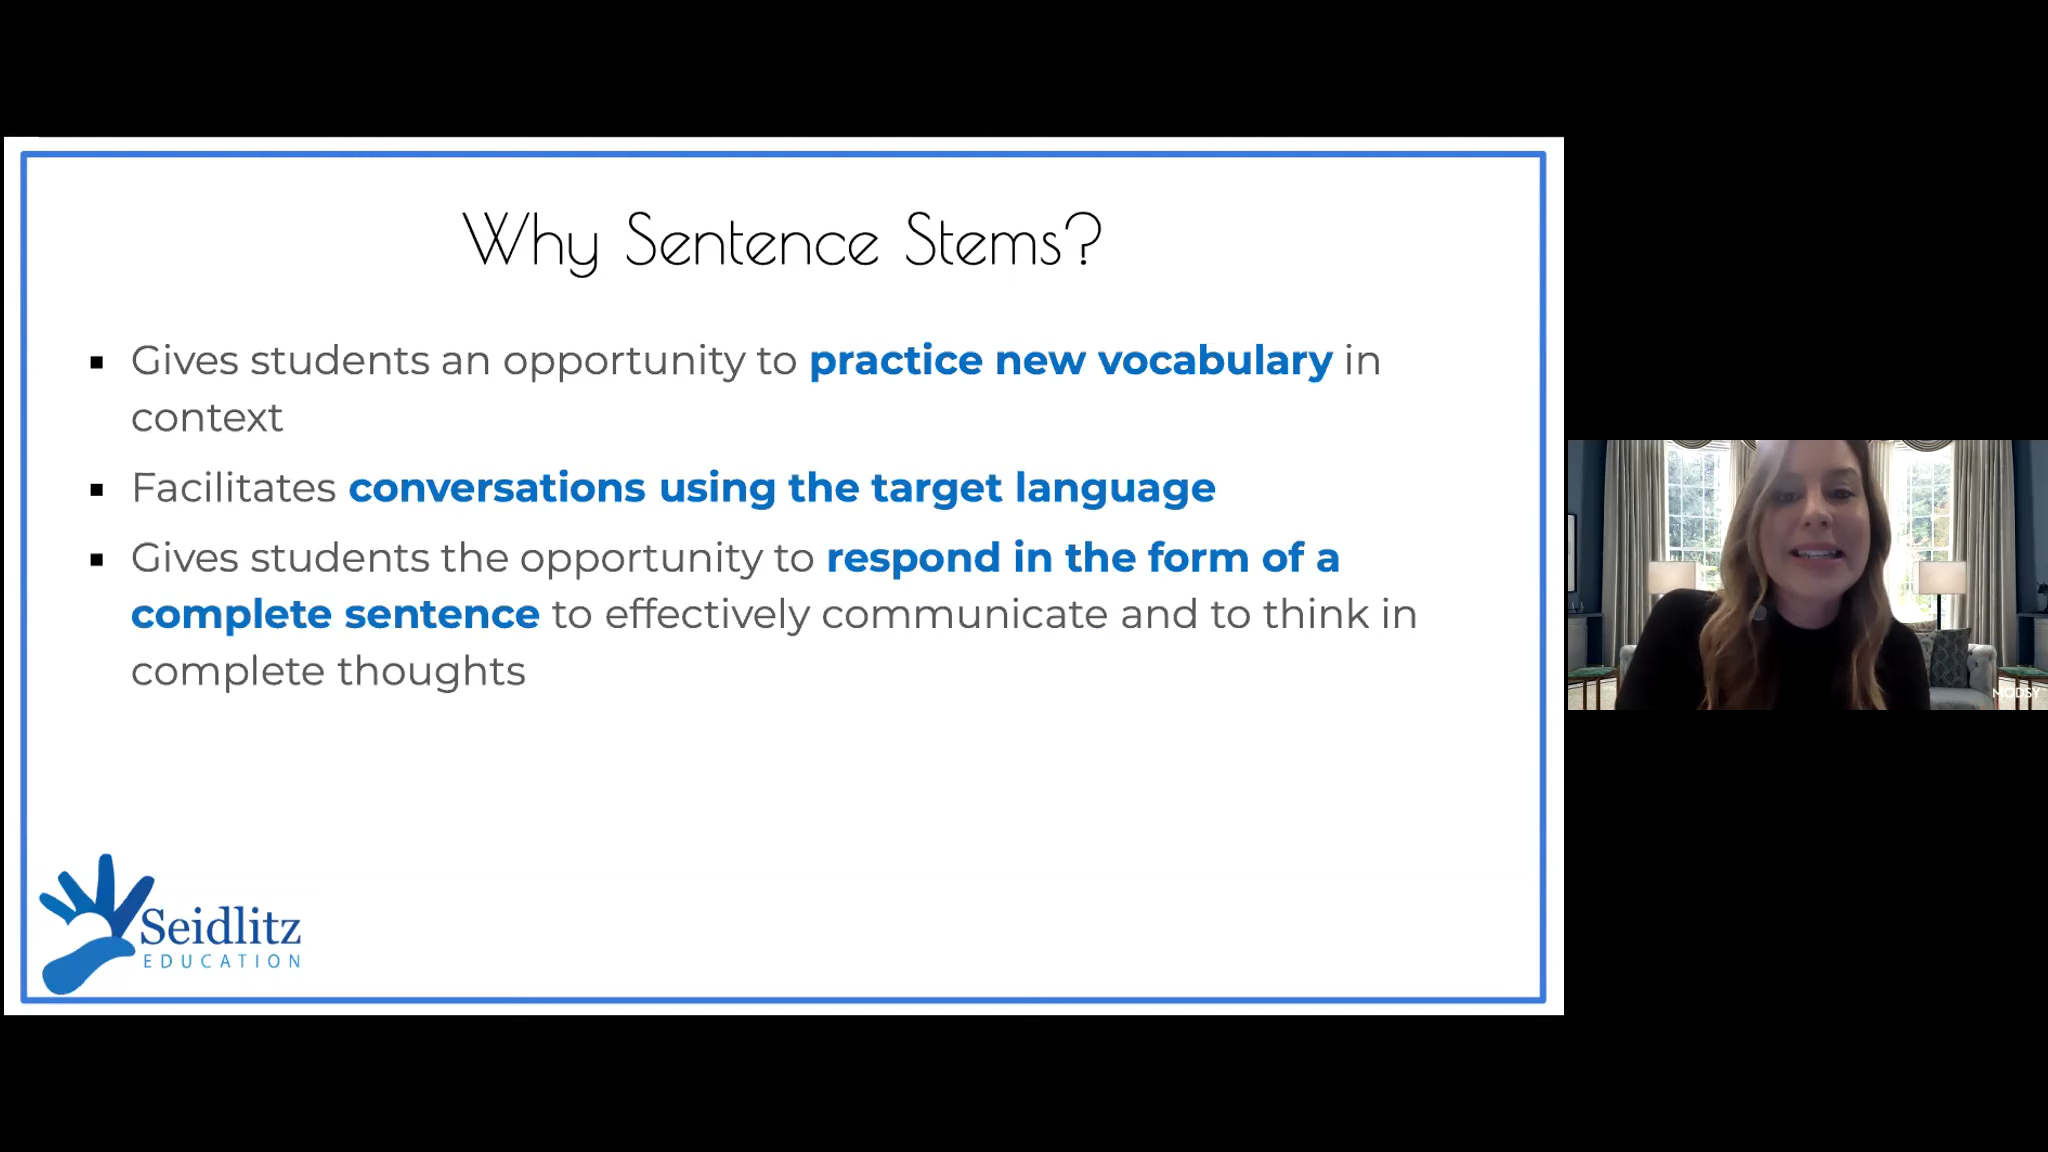 Why Sentence Stems?
Gives students an opportunity to practice new vocabulary in
context
Facilitates conversations using the target language
Gives students the opportunity to respond in the form of a
complete sentence to effectively communicate and to think in
complete thoughts
Seidlitz
EDUCATION
MODSY